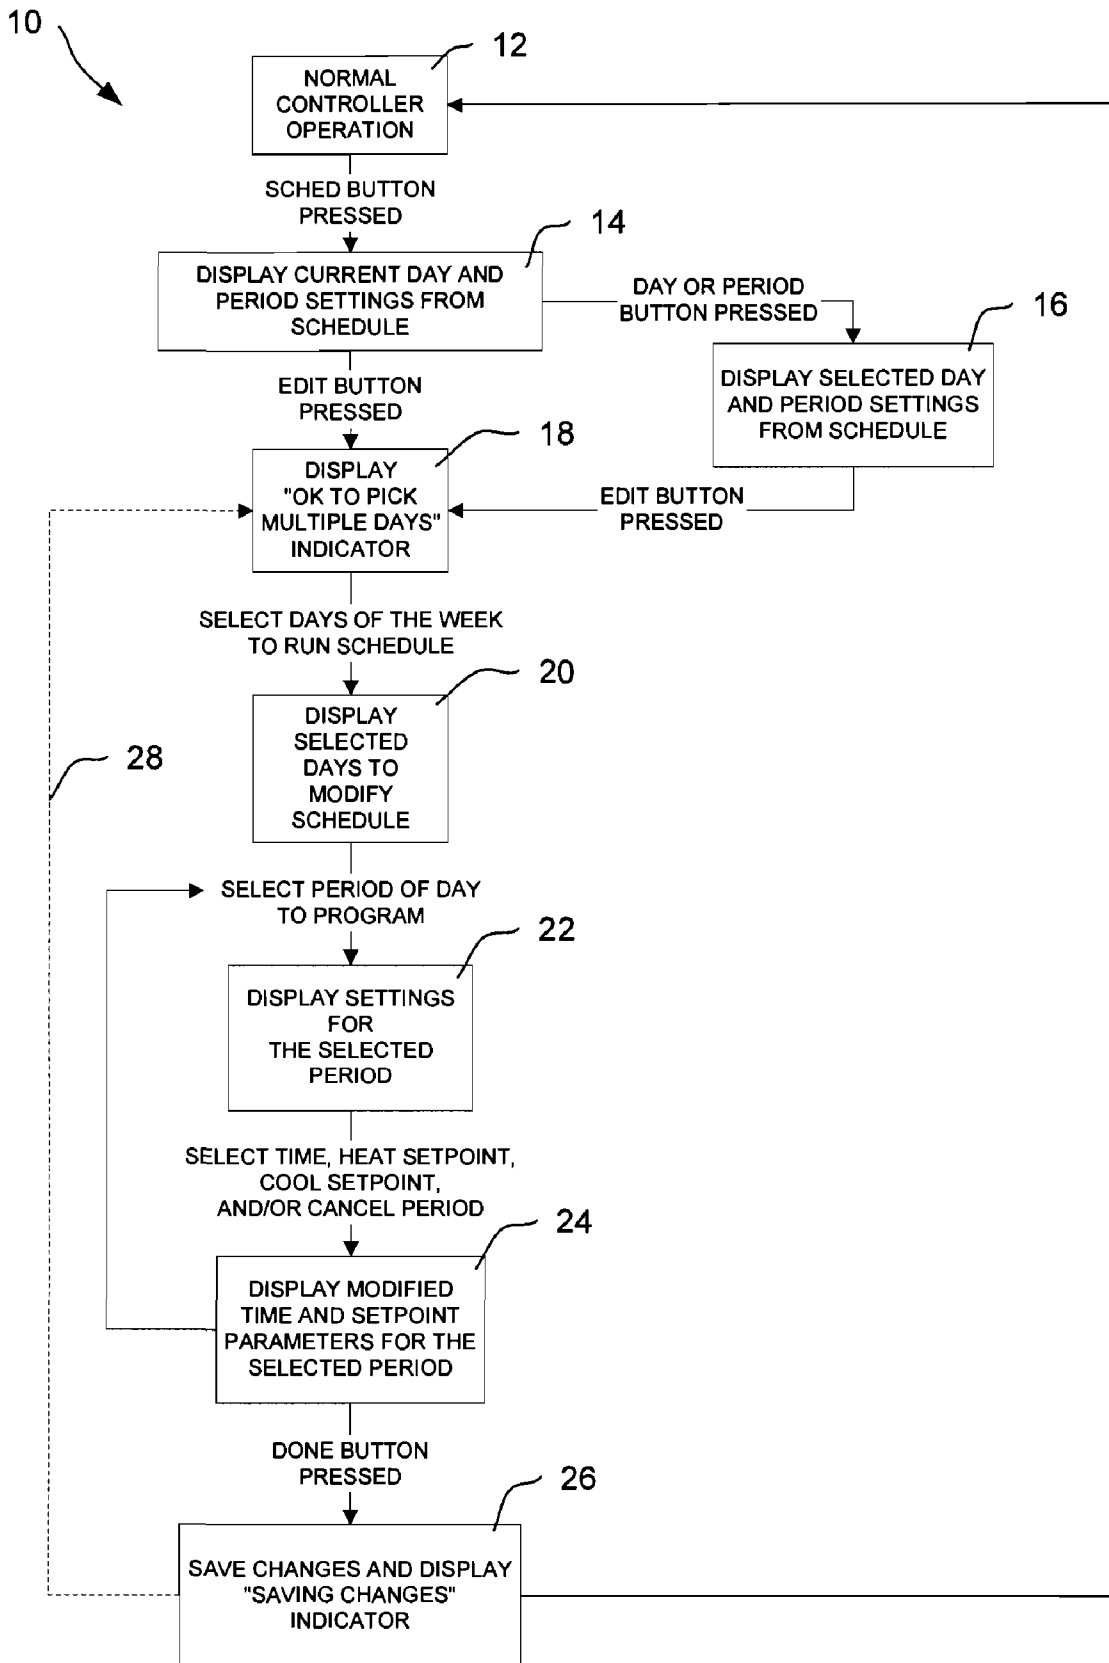 10
12
NORMAL
CONTROLLER
OPERATION
SCHED BUTTON
PRESSED
14
DISPLAY CURRENT DAY AND
PERIOD SETTINGS FROM
SCHEDULE
DAY OR PERIOD
BUTTON PRESSED
16
DISPLAY SELECTED DAY
AND PERIOD SETTINGS
FROM SCHEDULE
EDIT BUTTON
PRESSED
18
DISPLAY
"OK TO PICK
MULTIPLE DAYS"
INDICATOR
EDIT BUTTON
PRESSED
SELECT DAYS OF THE WEEK
TO RUN SCHEDULE
20
DISPLAY
SELECTED
DAYS TO
MODIFY
SCHEDULE
28
SELECT PERIOD OF DAY
TO PROGRAM
22
DISPLAY SETTINGS
FOR
THE SELECTED
PERIOD
SELECT TIME, HEAT SETPOINT,
COOL SETPOINT,
AND/OR CANCEL PERIOD
24
DISPLAY MODIFIED
TIME AND SETPOINT
PARAMETERS FOR THE
SELECTED PERIOD
DONE BUTTON
PRESSED
26
SAVE CHANGES AND DISPLAY
"SAVING CHANGES"
INDICATOR